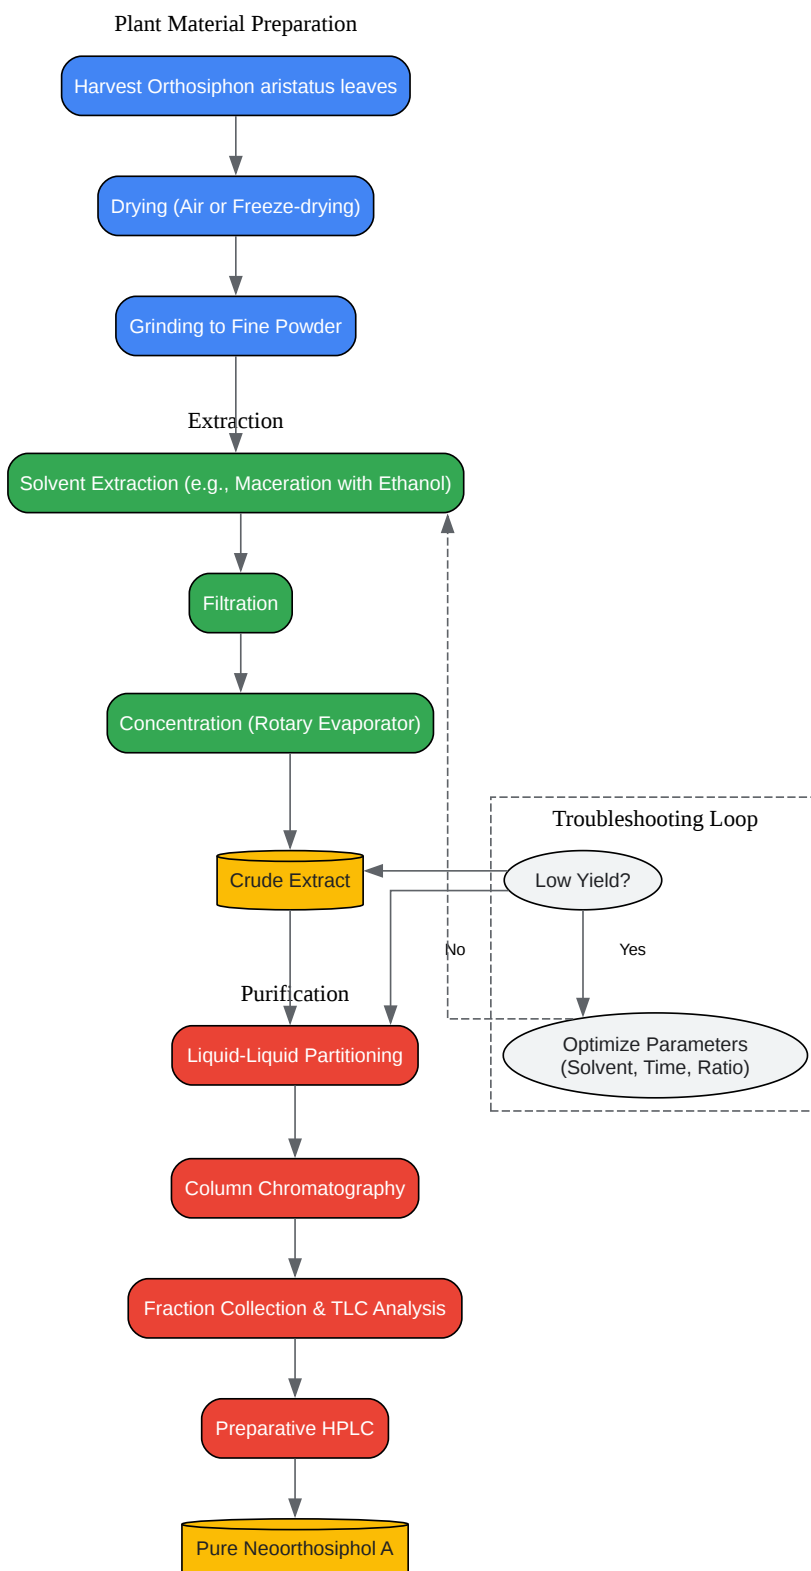 Plant Material Preparation
Harvest Orthosiphon aristatus leaves
Drying (Air or Freeze-drying)
Grinding to Fine Powder
Extraction
Solvent Extraction (e.g., Maceration with Ethanol)
Filtration
Concentration (Rotary Evaporator)
Troubleshooting Loop
Crude Extract
Low Yield?
No
Yes
Purification
Liquid-Liquid Partitioning
Optimize Parameters
(Solvent, Time, Ratio)
Column Chromatography
Fraction Collection & TLC Analysis
Preparative HPLC
Pure Neoorthosiphol A